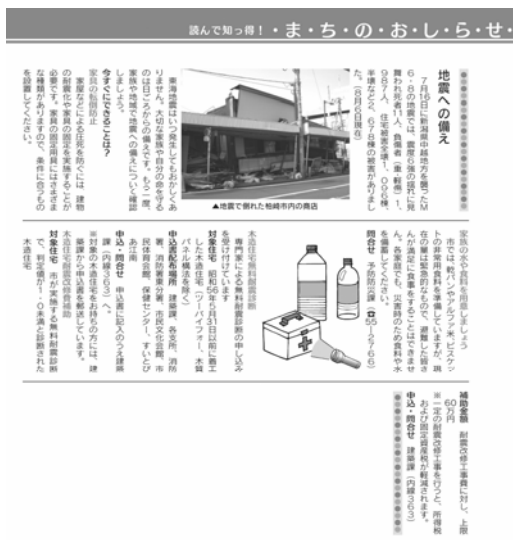 読んで知っ得！・ま・ち・の・お・し・ら・せ・
地震への備え
７月16日に新潟県中越地方を襲ったM
６・８の地震では、震度６強の揺れに見
舞われ死者11人、負傷者（重・軽傷）１、
９８７人、住宅被害全壊１、０９６棟、
半壊など２、６７８棟の被害がありまし
た。（８月６日現在）
▲地震で倒れた柏崎市内の商店
東海地震はいつ発生してもおかしくあ
りません。大切な家族や自分の命を守る
のは日ごろからの備えです。もう一度、
家族や地域で地震への備えについて確認
しましょう。
今すぐにできることは？
家具の転倒防止
家屋などによる圧死を防ぐには、建物
の耐震化や家具の固定を実施することが
必要です。家具の固定用具にはさまざま
な種類がありますので、条件に合うもの
を設置してください。
家族の水や食料を用意しましょう
市では、乾パンやアルファ米、ビスケッ
トの非常用食料を準備していますが、現
在の量は緊急的なもので、避難した皆さ
んが満足に食事をすることはできませ
ん。各家庭でも、災害時のため食料や水
を備蓄してください。
問合せ　予防防災課（☎55―２７６６）
木造住宅無料耐震診断
専門家による無料耐震診断の申し込み
を受け付けています
対象住宅　昭和56年５月31日以前に着工
した木造住宅（ツーバイフォー、木質
パネル構法を除く）
申込書配布場所　建築課、各支所、消防
署、消防署東分署、市民文化会館、市
民体育会館、保健センター、すいとぴ
あ江南
申込・問合せ　申込書に記入のうえ建築
課（内線３６３）へ。
※対象の木造住宅をお持ちの方には、建
築課から申込書を郵送しています。
木造住宅耐震改修費補助
対象住宅　市が実施する無料耐震診断
で、判定値が１・０未満と診断された
木造住宅
補助金額　耐震改修工事費に対し、上限
60万円
※一定の耐震改修工事を行うと、所得税
および固定資産税が軽減されます。
申込・問合せ　建築課（内線３６３）